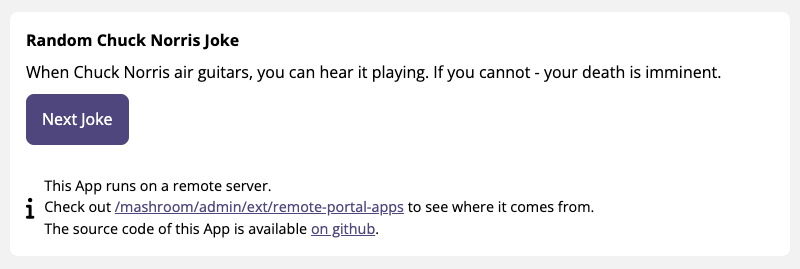 Random Chuck Norris Joke
When Chuck Norris air guitars, you can hear it playing. If you cannot - your death is imminent.
Next Joke
This App runs on a remote server.
Check out /mashroom/admin/ext/remote-portal-apps to see where it comes from.
The source code of this App is available on github.